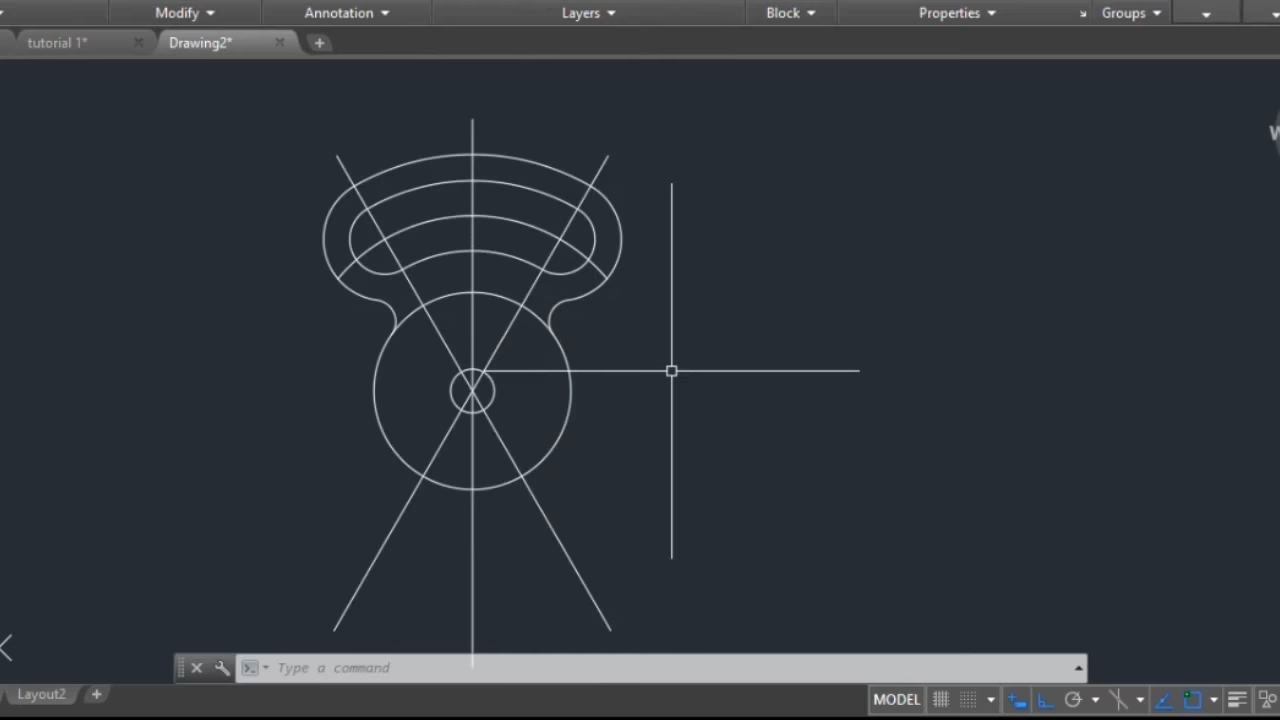 Modify Annotation Layers Block Properties Groups
tutorial 1* Drawing2*
W
Type a command
Layout2 MODEL